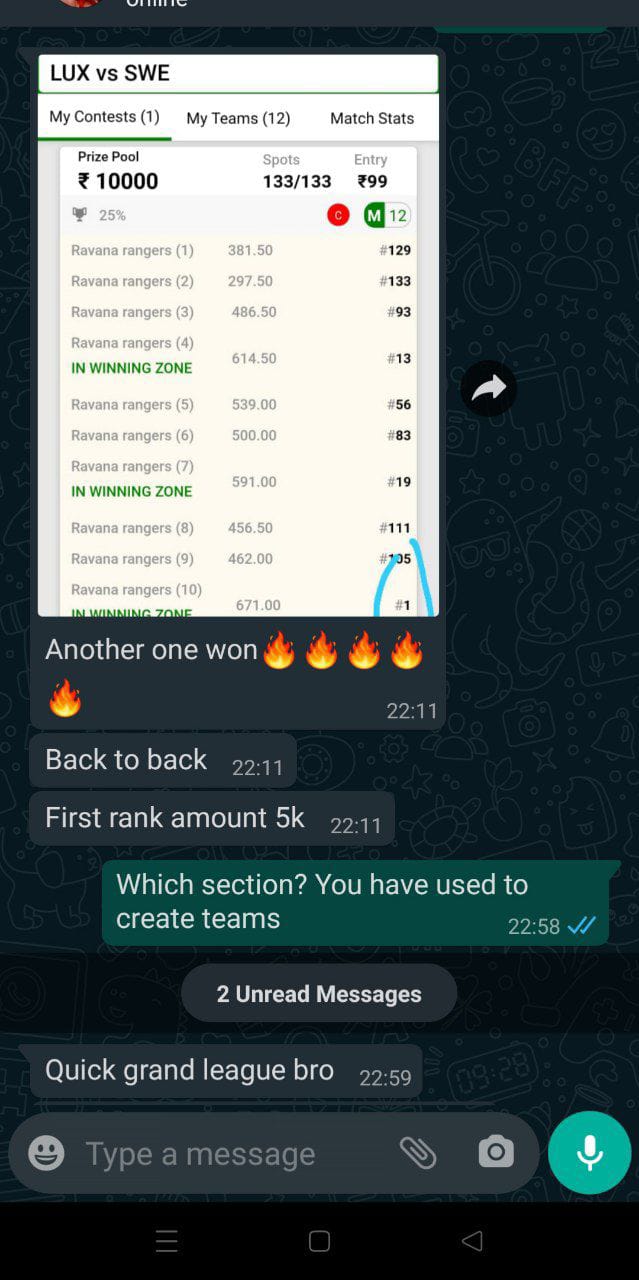 online
LUX vs SWE
My Contests (1) My Teams (12) Match Stats
Prize Pool Spots Entry
₹ 10000 133/133 ₹99
25% C M 12
Ravana rangers (1) 381.50 #129
Ravana rangers (2) 297.50 #133
Ravana rangers (3) 486.50 #93
Ravana rangers (4)
IN WINNING ZONE 614.50 #13
Ravana rangers (5) 539.00 #56
Ravana rangers (6) 500.00 #83
Ravana rangers (7)
IN WINNING ZONE 591.00 #19
Ravana rangers (8) 456.50 #111
Ravana rangers (9) 462.00 #105
Ravana rangers (10)
IN WINNING ZONE 671.00 #1
Another one won🔥🔥🔥🔥
🔥 22:11
Back to back 22:11
First rank amount 5k 22:11
Which section? You have used to
create teams 22:58
2 Unread Messages
Quick grand league bro 22:59
Type a message